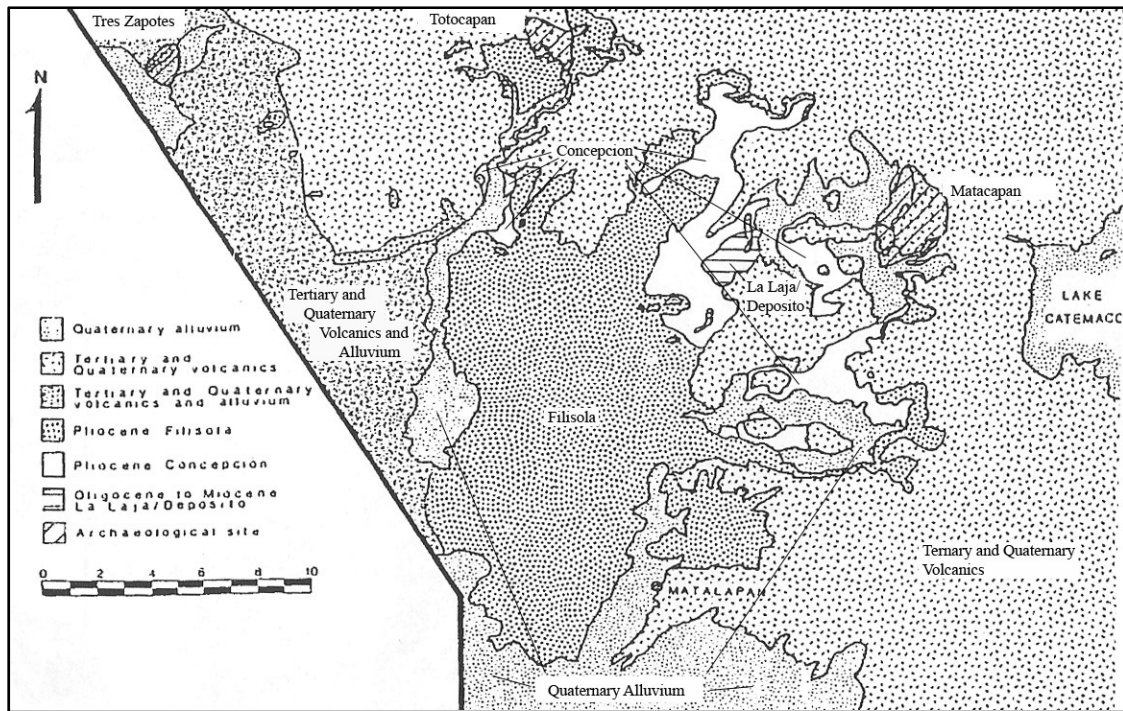 Tres Zapotes
Totocapan
N
Concepcion
Matacapan
La Laja/
Deposito
LAKE
CATEMACO
Tertiary and
Quaternary
Volcanics and
Alluvium
Filisola
Quaternary alluvium
Tertiary and
Quaternary volcanics
Tertiary and Quaternary
volcanics and alluvium
Pliocene Filisola
Pliocene Concepción
Oligocene to Miocene
La Laja/Depósito
Archaeological site
0 2 4 6 8 10
Ternary and Quaternary
Volcanics
MATALAPAN
Quaternary Alluvium